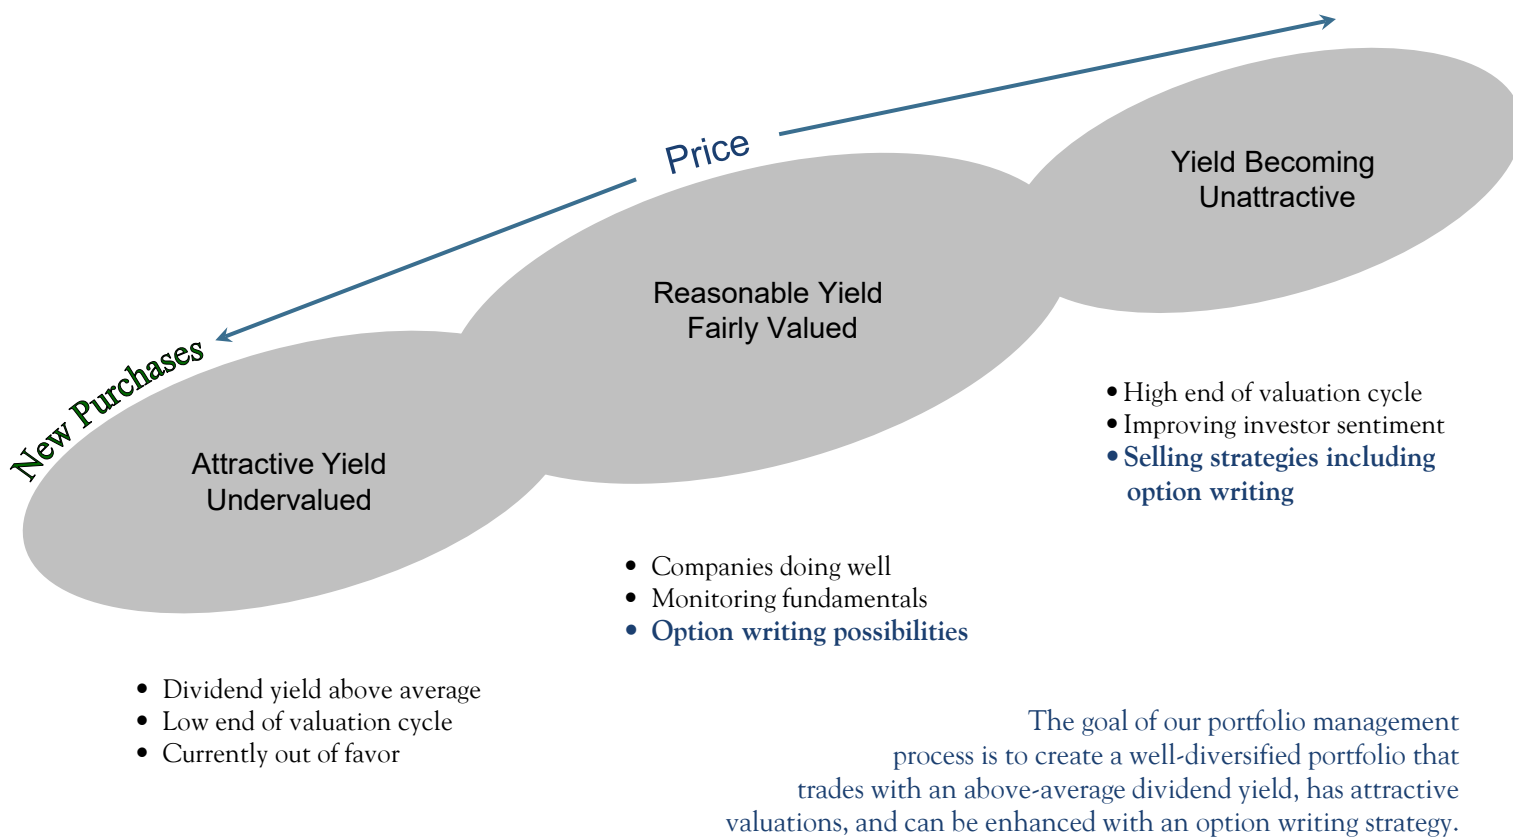 Price
Yield Becoming
Unattractive
Reasonable Yield
Fairly Valued
New Purchases
Attractive Yield
Undervalued
• High end of valuation cycle
• Improving investor sentiment
• Selling strategies including
option writing
• Companies doing well
• Monitoring fundamentals
• Option writing possibilities
• Dividend yield above average
• Low end of valuation cycle
• Currently out of favor
The goal of our portfolio management
process is to create a well-diversified portfolio that
trades with an above-average dividend yield, has attractive
valuations, and can be enhanced with an option writing strategy.